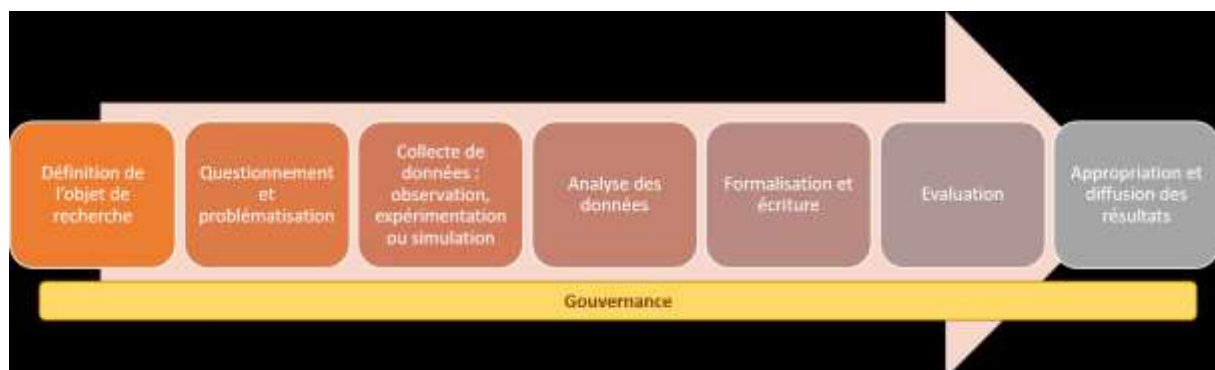 Définition de
l'objet de
recherche
Questionnement
et
problématisation
Collecte de
données :
observation,
expérimentation
ou simulation
Analyse des
données
Formalisation et
écriture
Evaluation
Appropriation et
diffusion des
résultats
Gouvernance